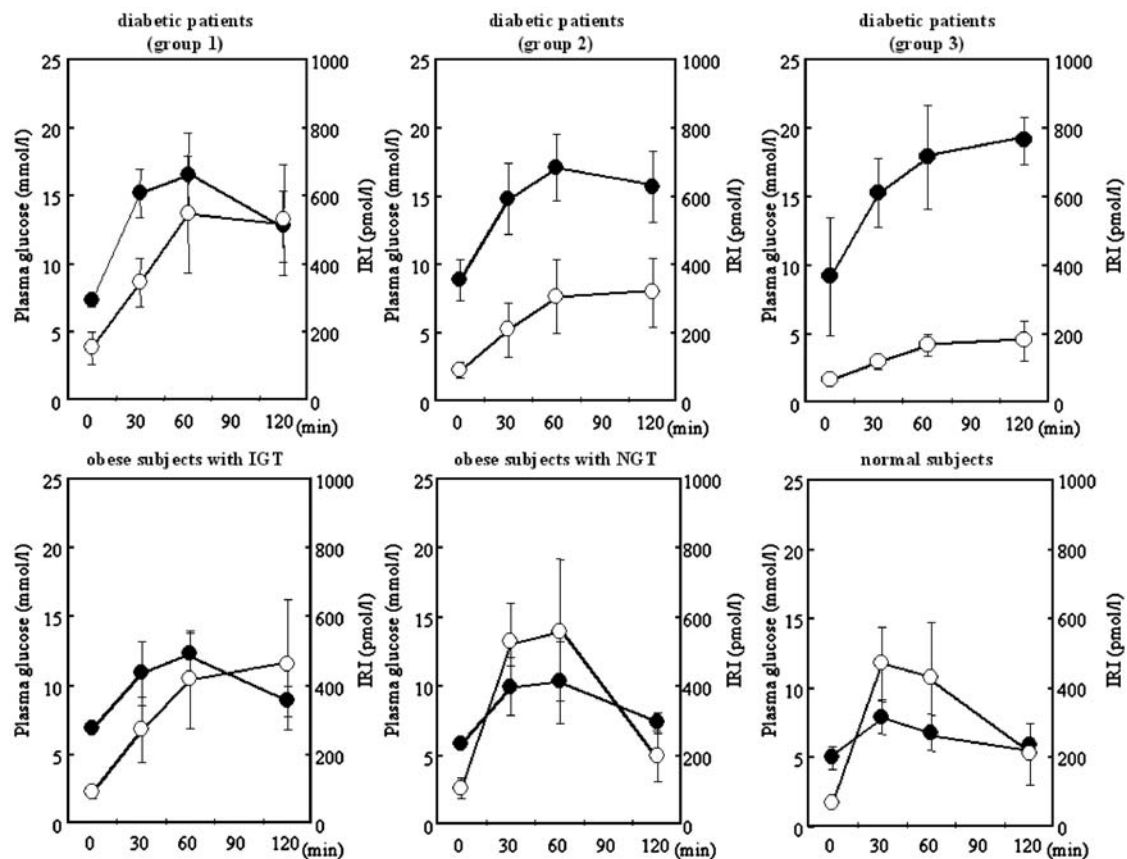 diabetic patients
(group 1)
diabetic patients
(group 2)
diabetic patients
(group 3)
Plasma glucose (mmol/l)
25
20
15
10
5
0
1000
800
600
400
200
0
IRI (pmol/l)
0 30 60 90 120 (min)
Plasma glucose (mmol/l)
25
20
15
10
5
0
1000
800
600
400
200
0
IRI (pmol/l)
0 30 60 90 120 (min)
Plasma glucose (mmol/l)
25
20
15
10
5
0
1000
800
600
400
200
0
IRI (pmol/l)
0 30 60 90 120 (min)
obese subjects with IGT
obese subjects with NGT
normal subjects
Plasma glucose (mmol/l)
25
20
15
10
5
0
1000
800
600
400
200
0
IRI (pmol/l)
0 30 60 90 120 (min)
Plasma glucose (mmol/l)
25
20
15
10
5
0
1000
800
600
400
200
0
IRI (pmol/l)
0 30 60 90 120 (min)
Plasma glucose (mmol/l)
25
20
15
10
5
0
1000
800
600
400
200
0
IRI (pmol/l)
0 30 60 90 120 (min)